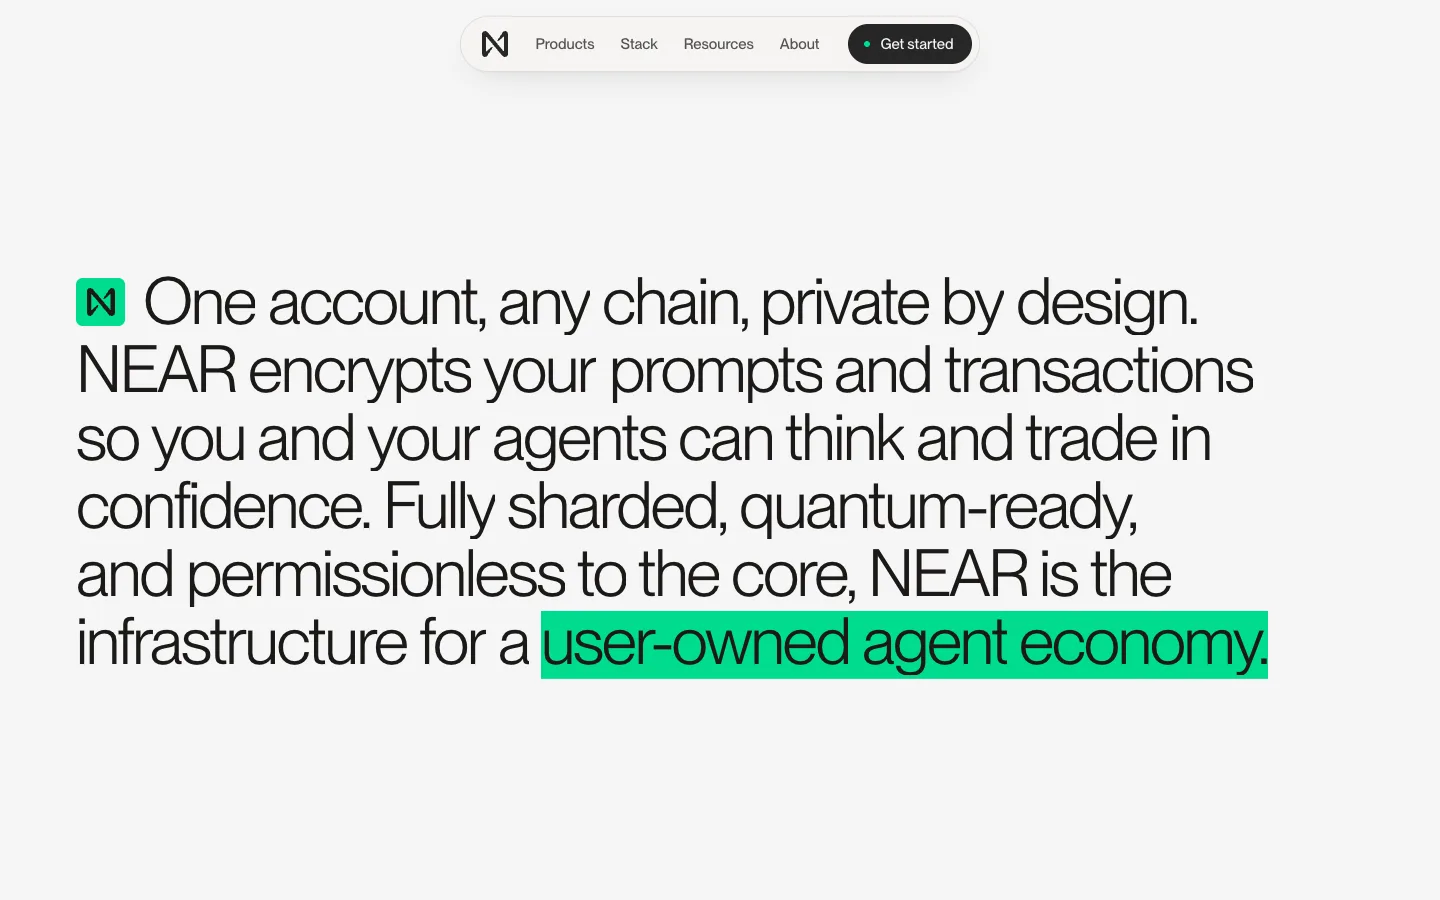 Products Stack Resources About Get started
One account, any chain, private by design.
NEAR encrypts your prompts and transactions
so you and your agents can think and trade in
confidence. Fully sharded, quantum-ready,
and permissionless to the core, NEAR is the
infrastructure for a user-owned agent economy.